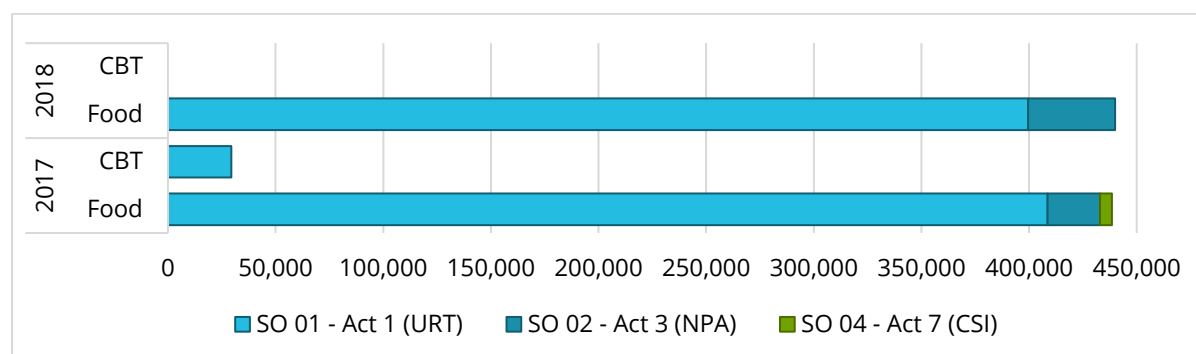 2018
CBT
Food
2017
CBT
Food
0 50,000 100,000 150,000 200,000 250,000 300,000 350,000 400,000 450,000
SO 01 - Act 1 (URT) SO 02 - Act 3 (NPA) SO 04 - Act 7 (CSI)